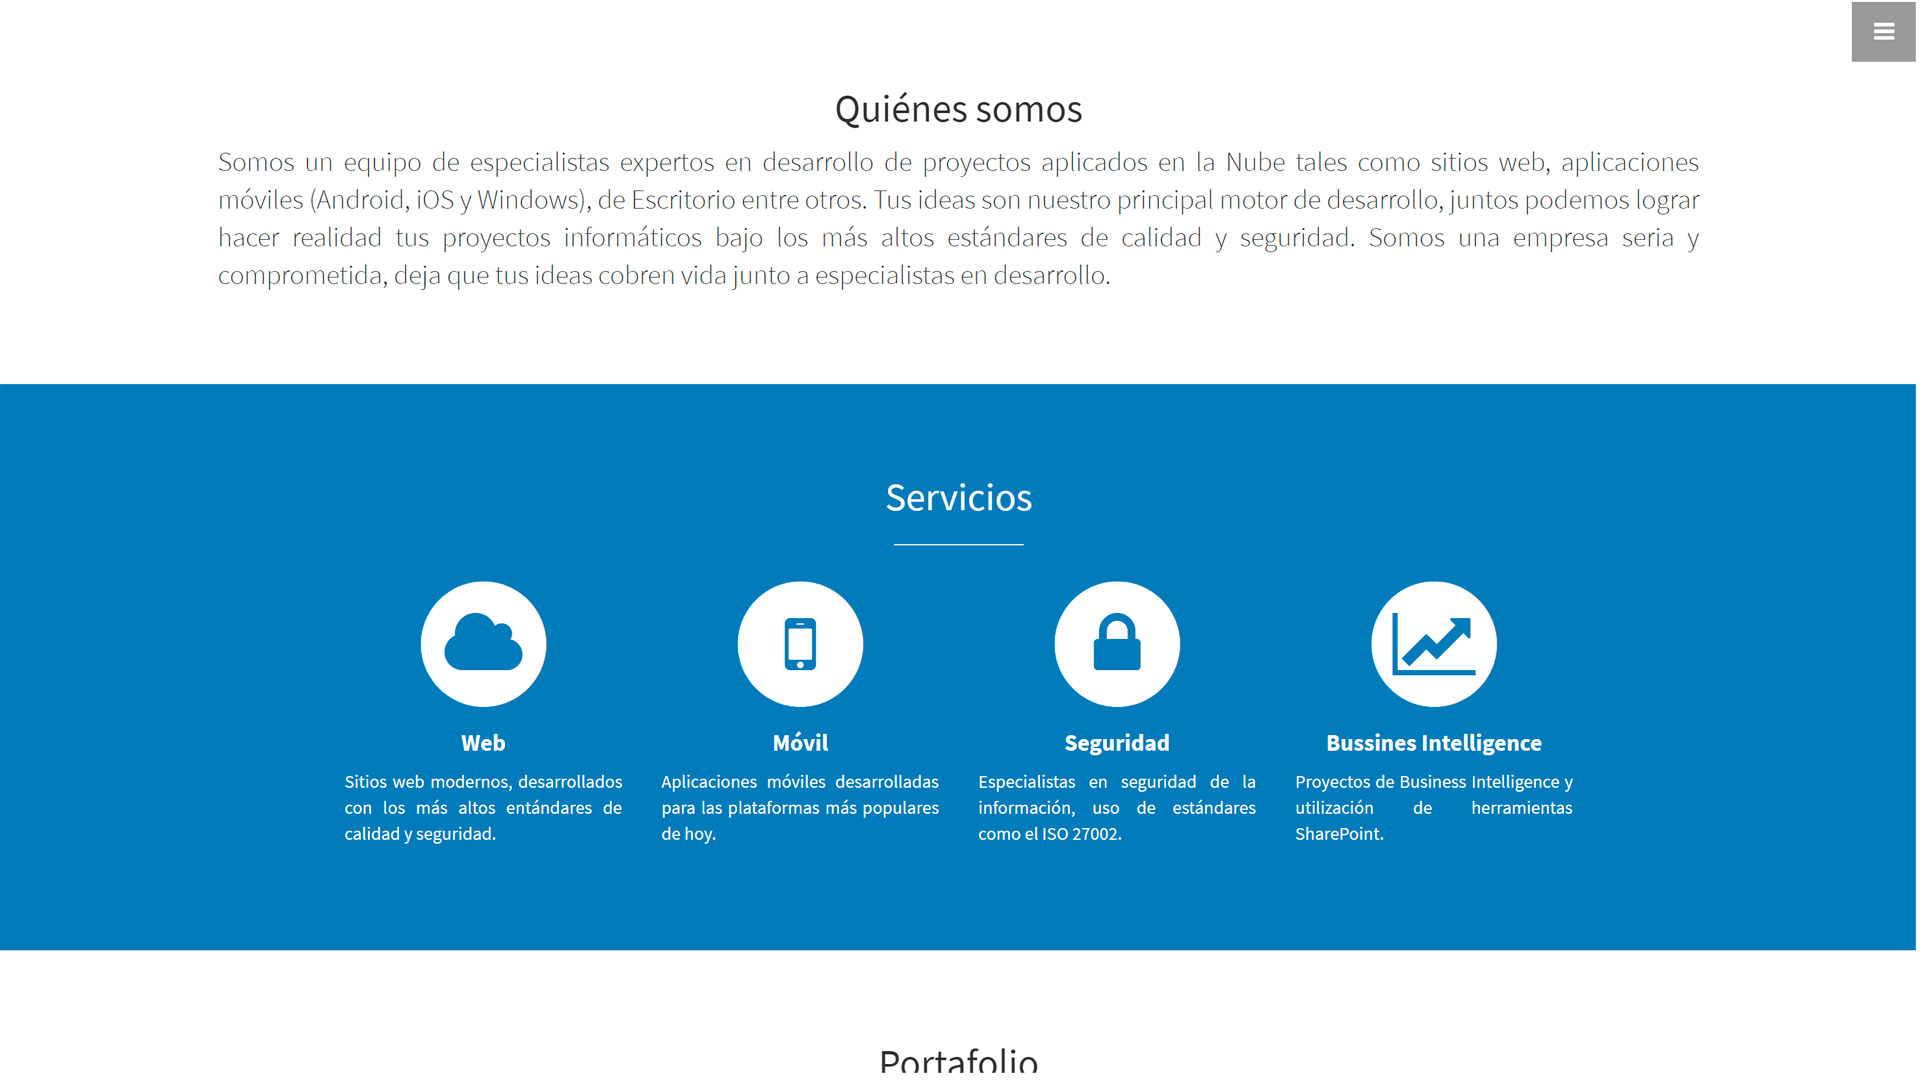 Quiénes somos
Somos un equipo de especialistas expertos en desarrollo de proyectos aplicados en la Nube tales como sitios web, aplicaciones
móviles (Android, iOS y Windows), de Escritorio entre otros. Tus ideas son nuestro principal motor de desarrollo, juntos podemos lograr
hacer realidad tus proyectos informáticos bajo los más altos estándares de calidad y seguridad. Somos una empresa seria y
comprometida, deja que tus ideas cobren vida junto a especialistas en desarrollo.
Servicios
Web
Sitios web modernos, desarrollados
con los más altos entándares de
calidad y seguridad.
Móvil
Aplicaciones móviles desarrolladas
para las plataformas más populares
de hoy.
Seguridad
Especialistas en seguridad de la
información, uso de estándares
como el ISO 27002.
Bussines Intelligence
Proyectos de Business Intelligence y
utilización de herramientas
SharePoint.
Portafolio